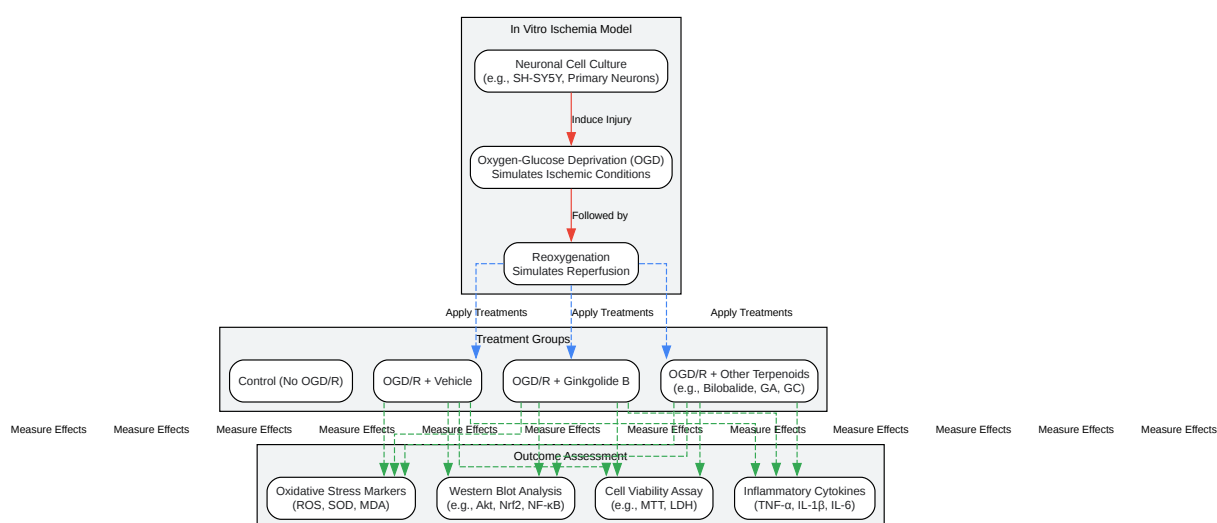 In Vitro Ischemia Model
Neuronal Cell Culture
(e.g., SH-SY5Y, Primary Neurons)
Induce Injury
Oxygen-Glucose Deprivation (OGD)
Simulates Ischemic Conditions
Followed by
Reoxygenation
Simulates Reperfusion
Apply Treatments
Apply Treatments
Apply Treatments
Treatment Groups
Control (No OGD/R)
OGD/R + Vehicle
OGD/R + Ginkgolide B
OGD/R + Other Terpenoids
(e.g., Bilobalide, GA, GC)
Measure Effects
Measure Effects
Measure Effects
Measure Effects
Measure Effects
Measure Effects
Measure Effects
Measure Effects
Measure Effects
Measure Effects
Measure Effects
Measure Effects
Outcome Assessment
Oxidative Stress Markers
(ROS, SOD, MDA)
Western Blot Analysis
(e.g., Akt, Nrf2, NF-κB)
Cell Viability Assay
(e.g., MTT, LDH)
Inflammatory Cytokines
(TNF-α, IL-1β, IL-6)